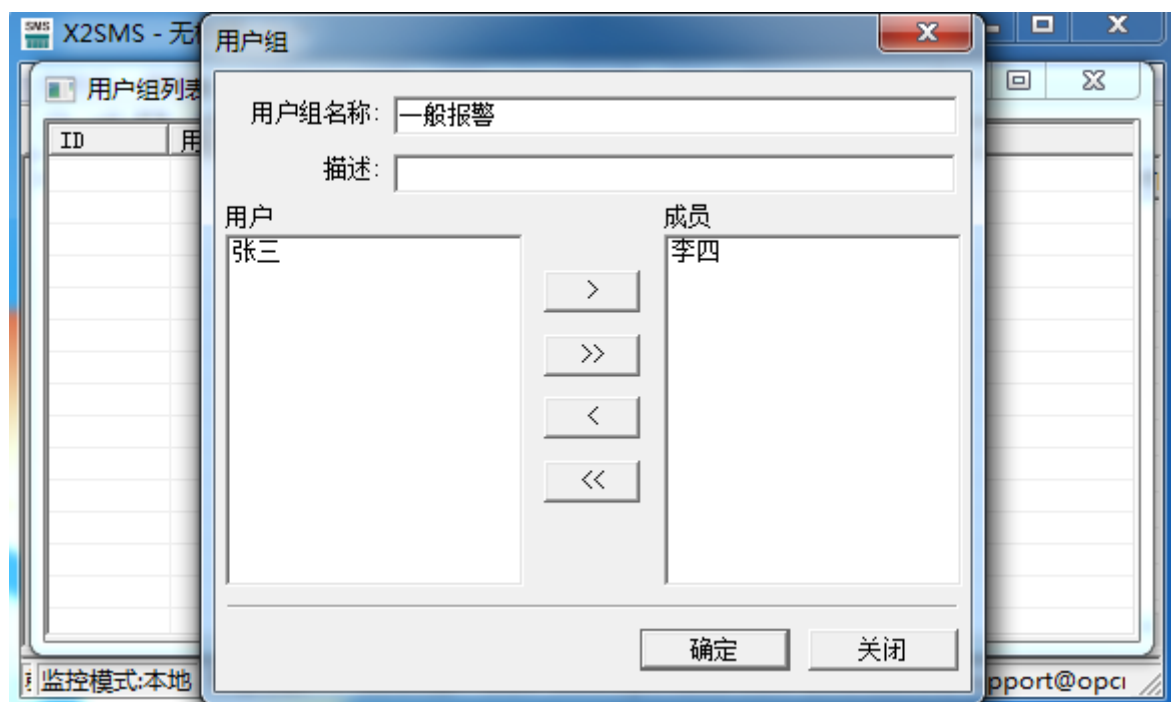 SMS
X2SMS - 无
用户组
用户组列表
ID
用
用户组名称:
一般报警
描述:
用户
成员
张三
李四
>
>>
<
<<
确定
关闭
监控模式:本地
pport@opc